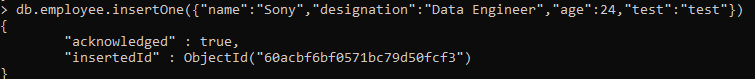 > db.employee.insertOne({"name":"Sony","designation":"Data Engineer","age":24,"test":"test"})
{
        "acknowledged" : true,
        "insertedId" : ObjectId("60acbf6bf0571bc79d50fcf3")
}